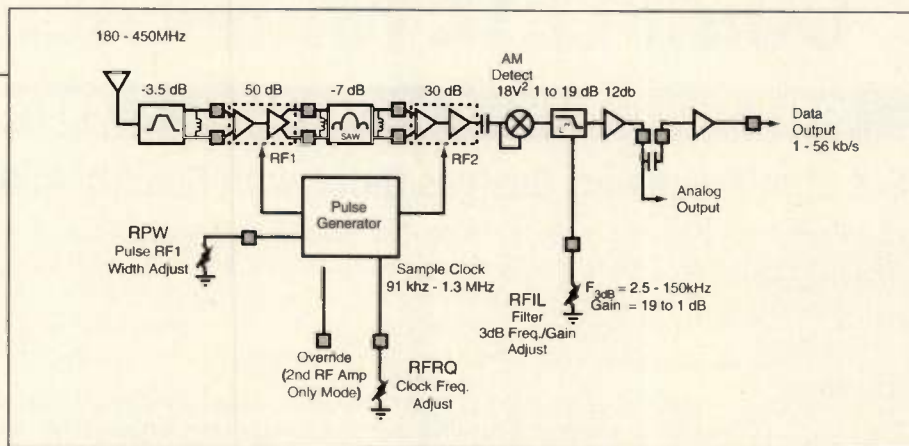 180 - 450MHz
AM
Detect
-3.5 dB 50 dB -7 dB 30 dB 18V² 1 to 19 dB 12db
SAW
Data
Output
1 - 56 kb/s
RF1 RF2
Analog
Output
Pulse
Generator
RPW
Pulse RF1
Width Adjust
Sample Clock
91 khz - 1.3 MHz
RFIL
Filter
3dB Freq./Gain
Adjust
F3dB = 2.5 - 150kHz
Gain = 19 to 1 dB
Override
(2nd RF Amp
Only Mode)
RFRQ
Clock Freq.
Adjust